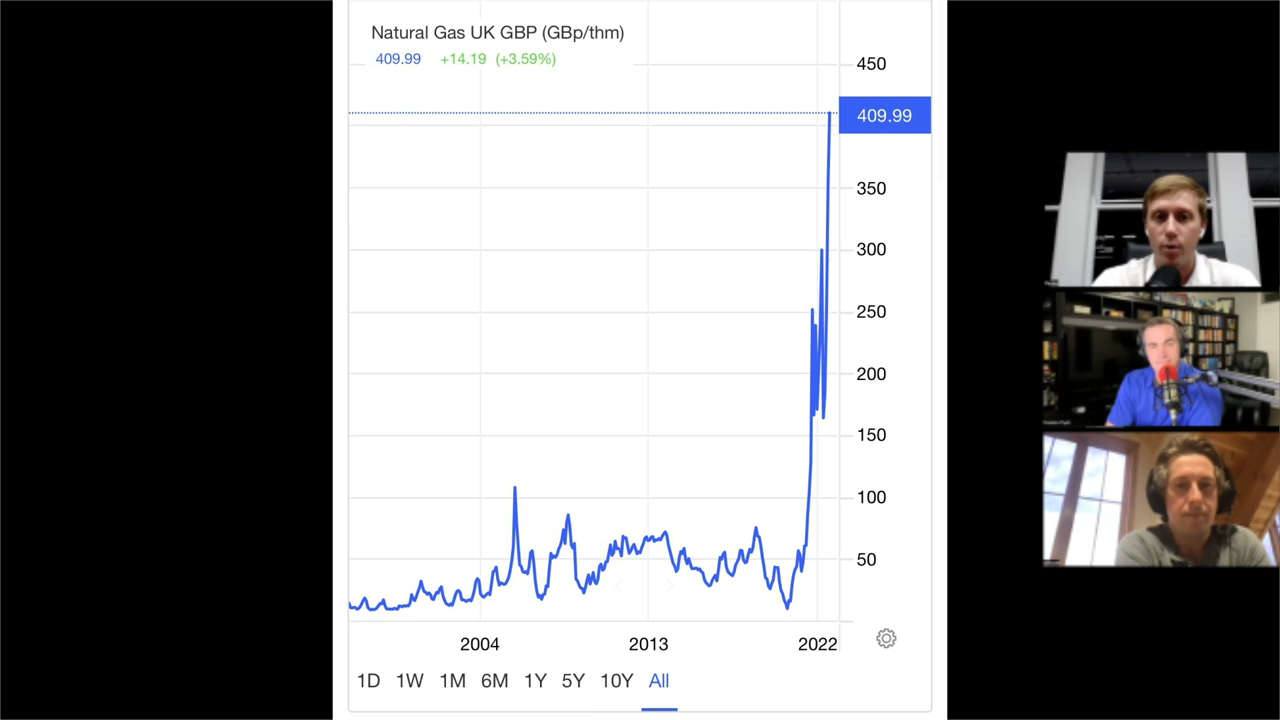 Natural Gas UK GBP (GBp/thm)
409.99 +14.19 (+3.59%)
450
409.99
350
300
250
200
150
100
50
2004 2013 2022
1D 1W 1M 6M 1Y 5Y 10Y All